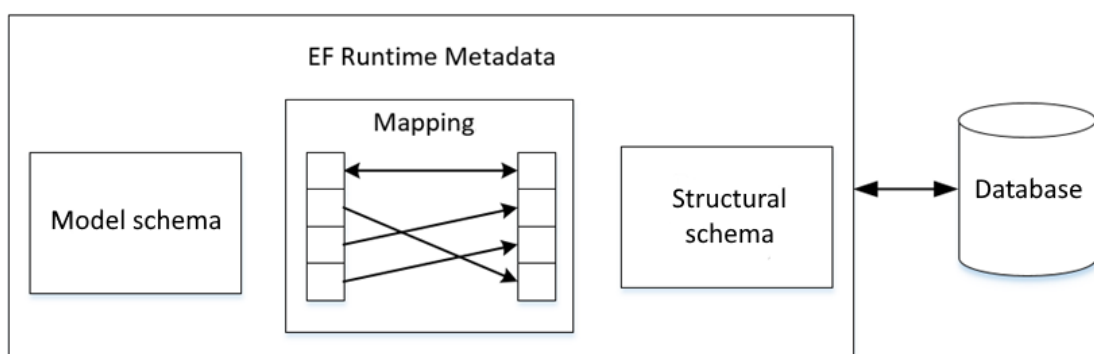 EF Runtime Metadata
Mapping
Model schema
Structural
schema
Database